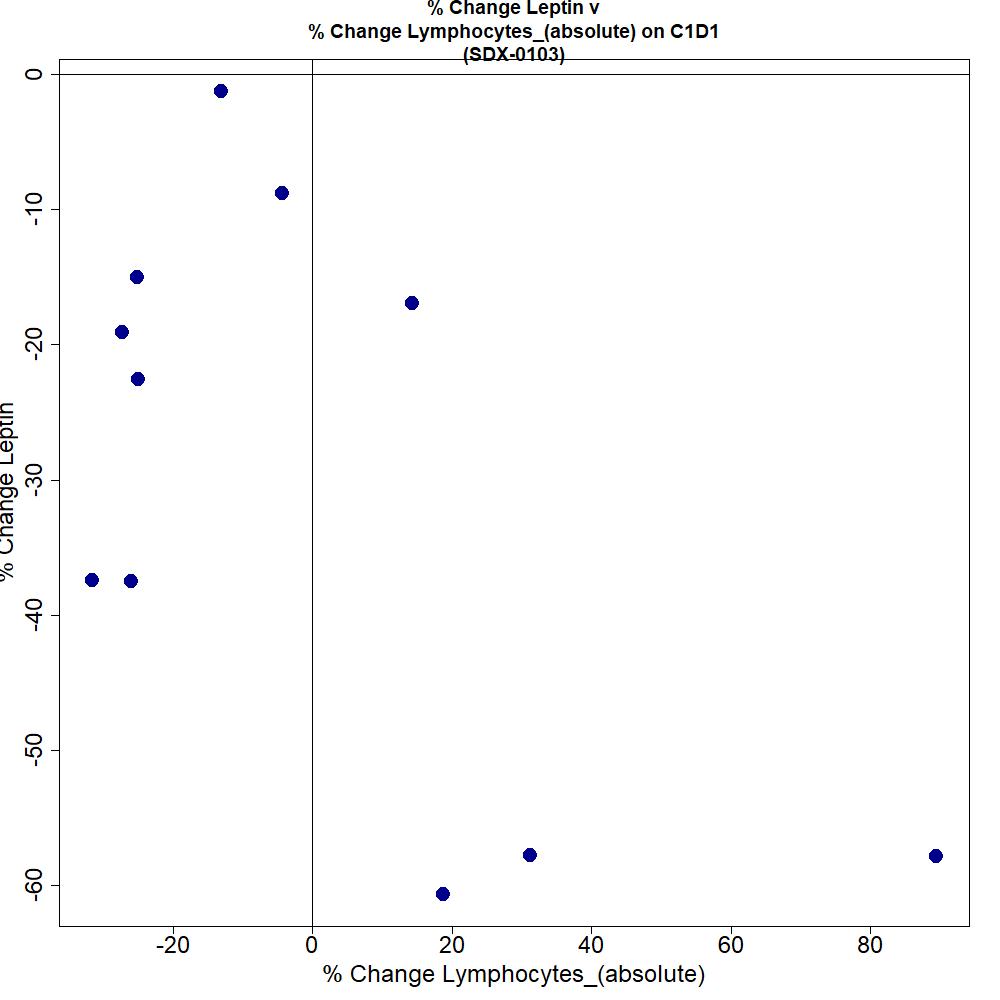 % Change Leptin v
% Change Lymphocytes_(absolute) on C1D1
(SDX-0103)
% Change Leptin
0
-10
-20
-30
-40
-50
-60
-20 0 20 40 60 80
% Change Lymphocytes_(absolute)